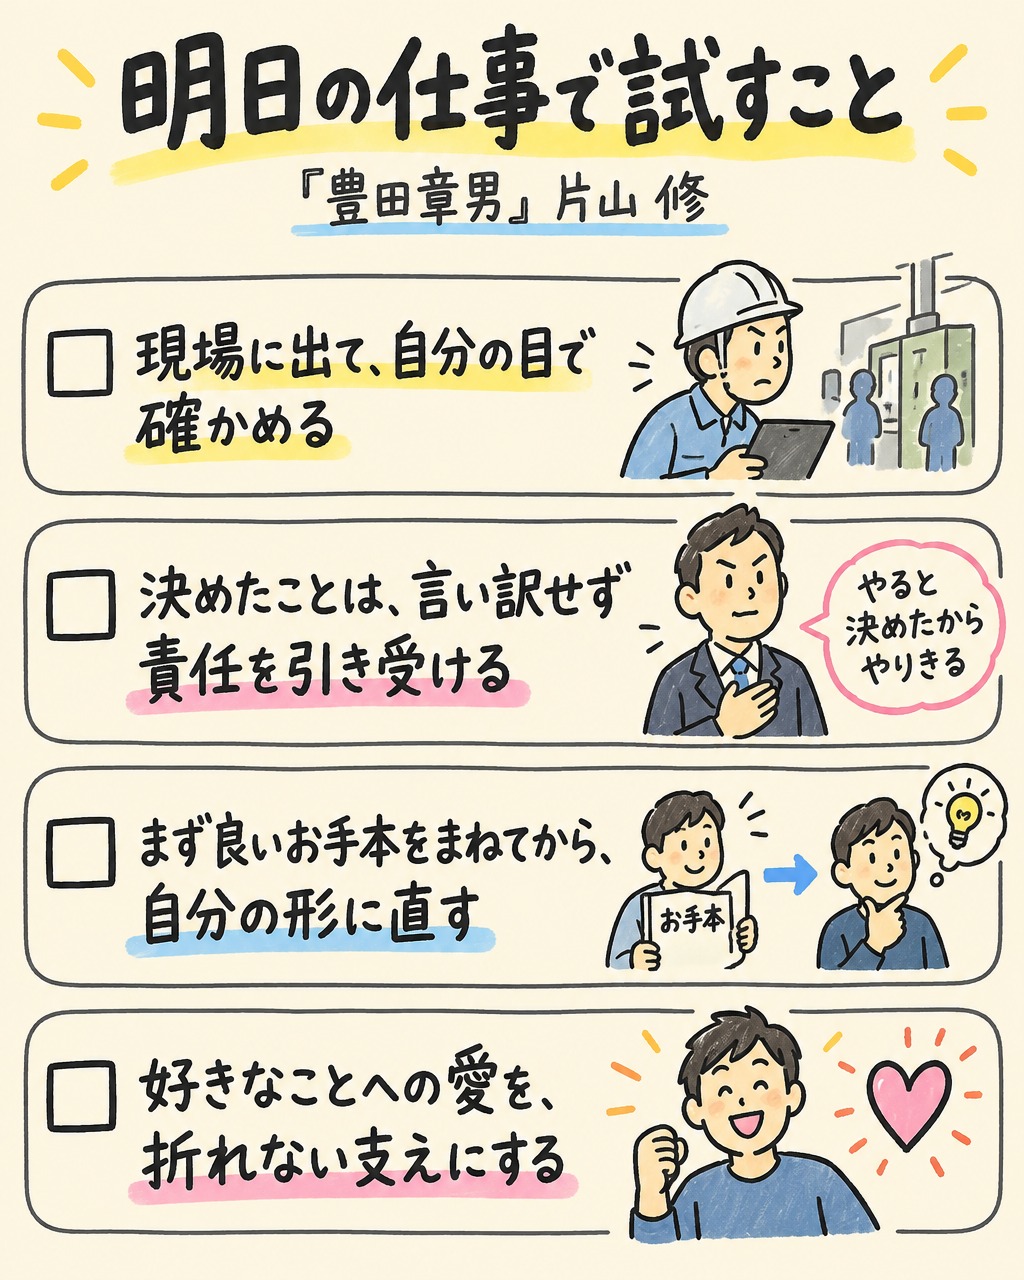 明日の仕事で試すこと
『豊田章男』片山 修
現場に出て、自分の目で
確かめる
決めたことは、言い訳せず
責任を引き受ける
やると
決めたから
やりきる
まず良いお手本をまねてから、
自分の形に直す
お手本
好きなことへの愛を、
折れない支えにする